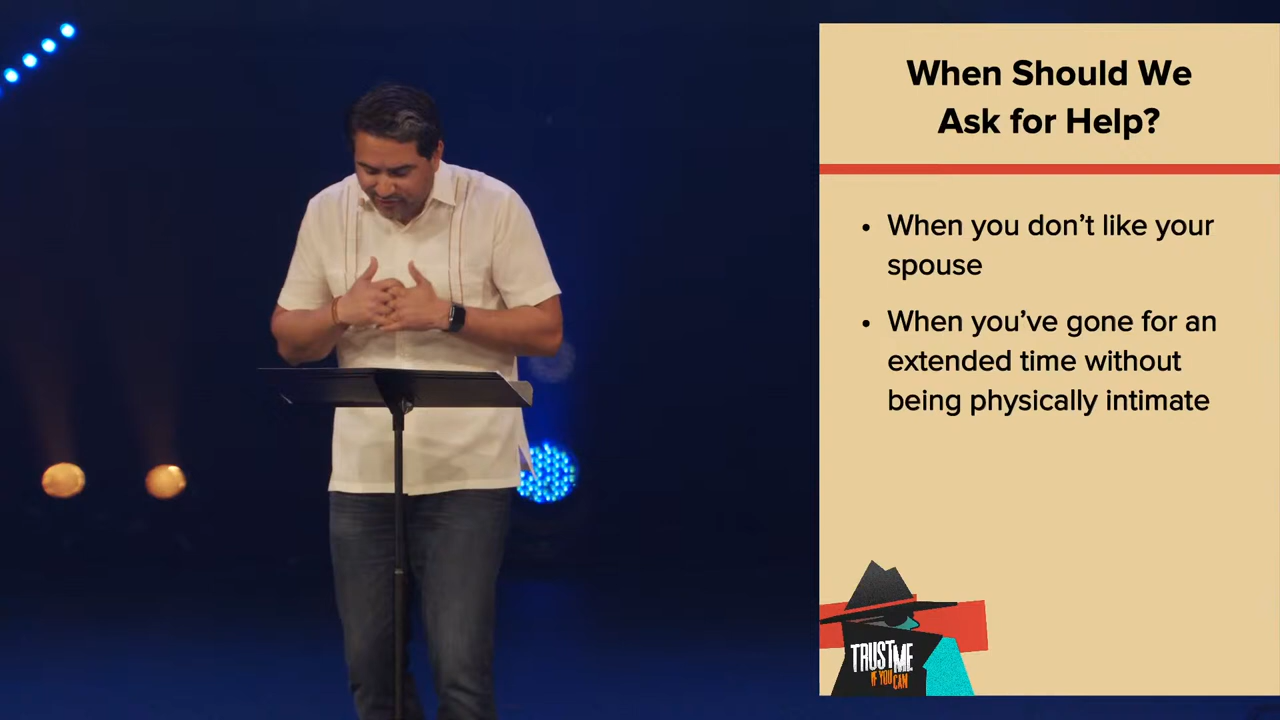 When Should We
Ask for Help?
• When you don’t like your
spouse
• When you’ve gone for an
extended time without
being physically intimate
TRUST ME
IF YOU CAN